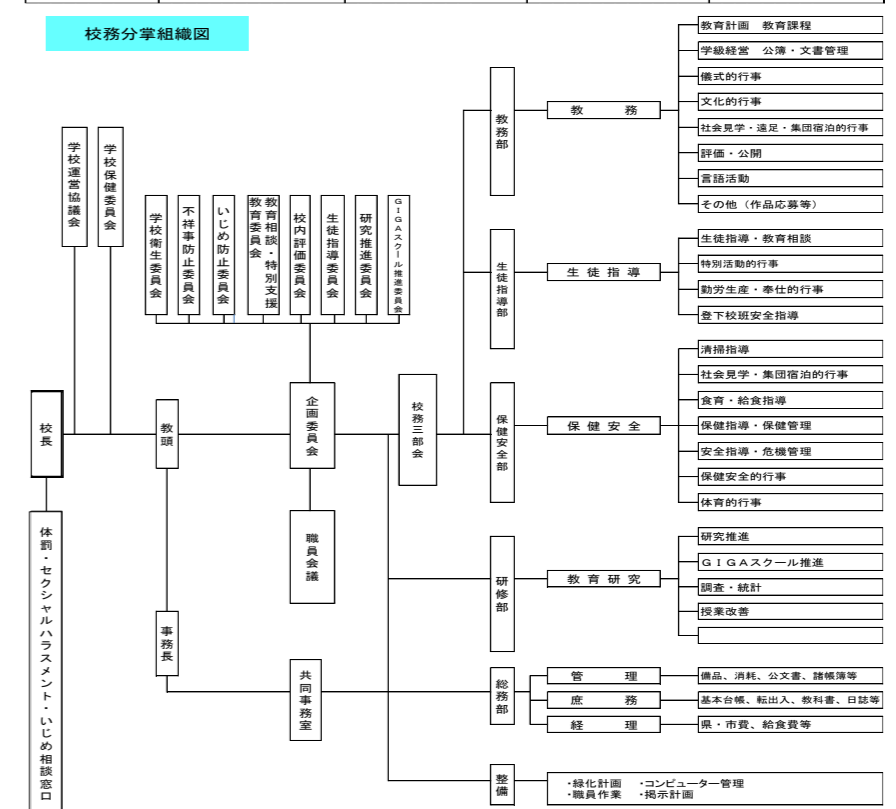 校務分掌組織図
学校運営協議会
学校保健委員会
学校衛生委員会
不祥事防止委員会
いじめ防止委員会
教育相談・特別支援
教育委員会
校内評価委員会
生徒指導委員会
研究推進委員会
GIGAスクール推進委員会
校長
教頭
企画委員会
校務三部会
職員会議
体罰・セクシャルハラスメント・いじめ相談窓口
事務長
共同事務室
教務部
教　務
教育計画　教育課程
学級経営　公簿・文書管理
儀式的行事
文化的行事
社会見学・遠足・集団宿泊的行事
評価・公開
言語活動
その他（作品応募等）
生徒指導部
生徒指導
生徒指導・教育相談
特別活動的行事
勤労生産・奉仕的行事
登下校班安全指導
保健安全部
保健安全
清掃指導
社会見学・集団宿泊的行事
食育・給食指導
保健指導・保健管理
安全指導・危機管理
保健安全的行事
体育的行事
研修部
教育研究
研究推進
ＧＩＧＡスクール推進
調査・統計
授業改善
総務部
管　理
備品、消耗、公文書、諸帳簿等
庶　務
基本台帳、転出入、教科書、日誌等
経　理
県・市費、給食費等
整備
・緑化計画　・コンピューター管理
・職員作業　・掲示計画